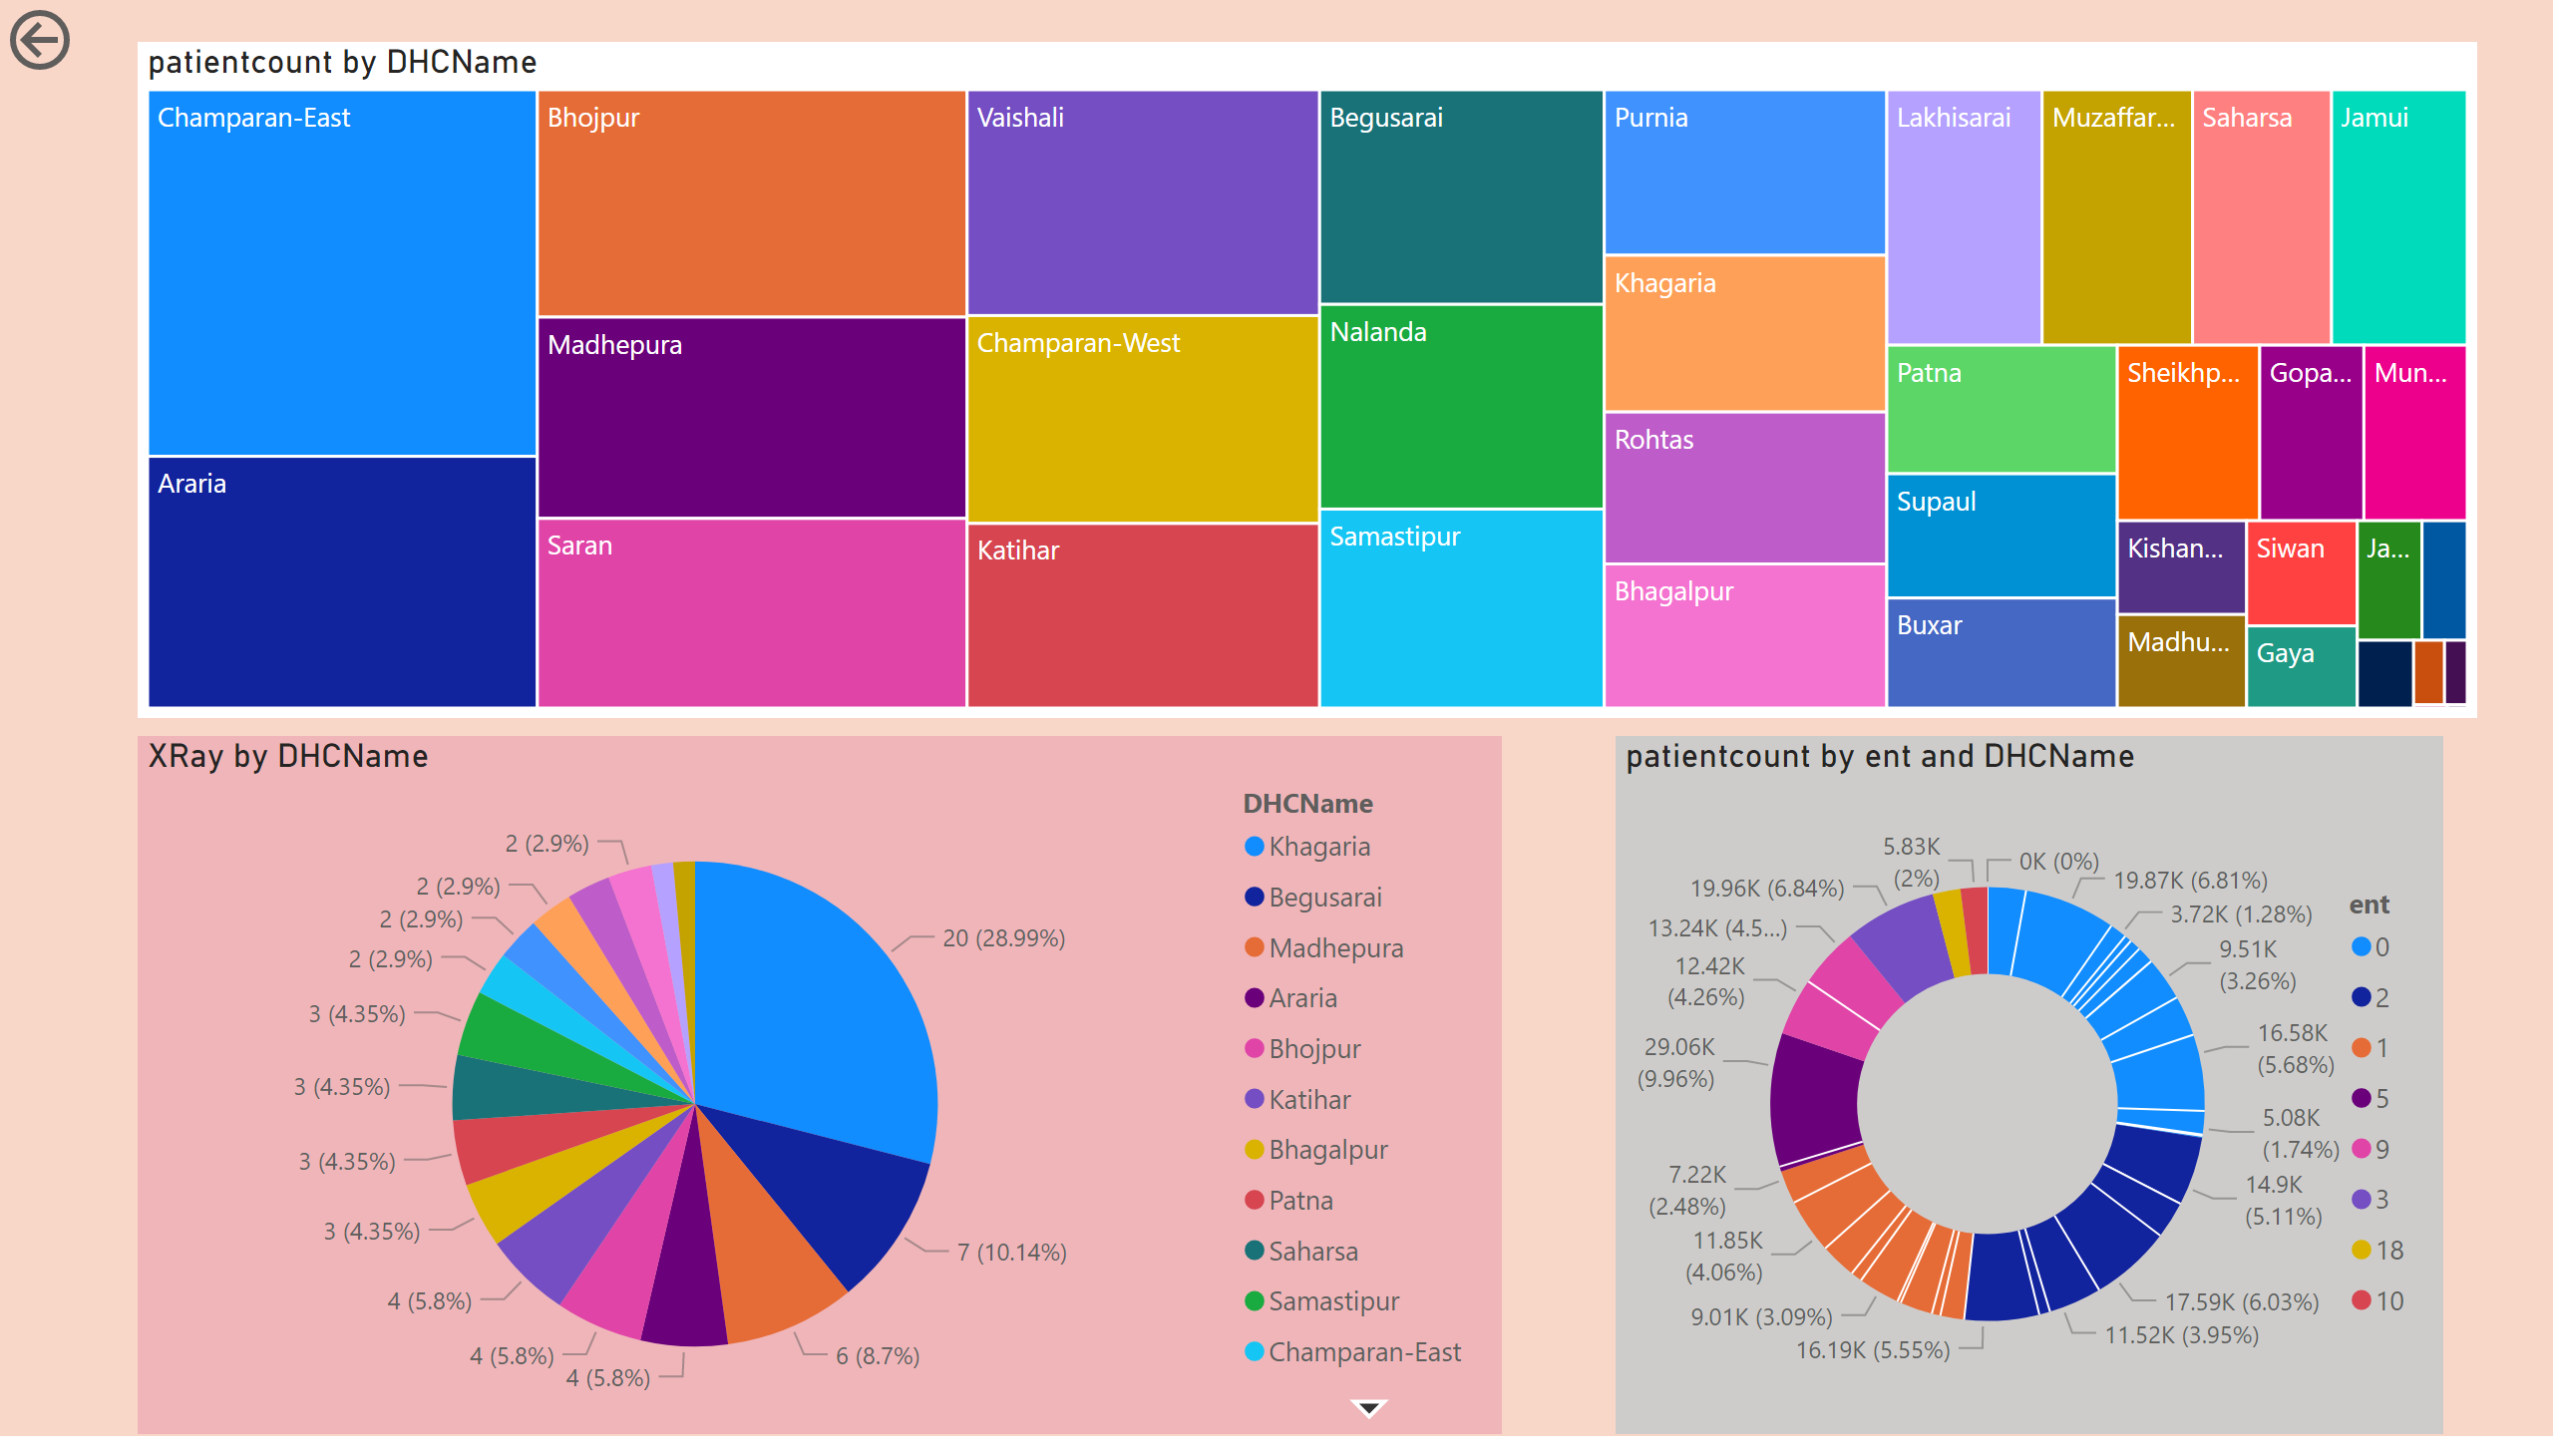 patientcount by DHCName
Champaran-East
Bhojpur
Vaishali
Begusarai
Purnia
Lakhisarai
Muzaffar...
Saharsa
Jamui
Khagaria
Nalanda
Madhepura
Champaran-West
Patna
Sheikhp...
Gopa...
Mun...
Rohtas
Araria
Supaul
Samastipur
Saran
Katihar
Kishan...
Siwan
Ja...
Bhagalpur
Buxar
Madhu...
Gaya
XRay by DHCName
2 (2.9%)
2 (2.9%)
2 (2.9%)
2 (2.9%)
3 (4.35%)
3 (4.35%)
3 (4.35%)
3 (4.35%)
4 (5.8%)
4 (5.8%)
4 (5.8%)
6 (8.7%)
7 (10.14%)
20 (28.99%)
DHCName
Khagaria
Begusarai
Madhepura
Araria
Bhojpur
Katihar
Bhagalpur
Patna
Saharsa
Samastipur
Champaran-East
patientcount by ent and DHCName
0K (0%)
19.87K (6.81%)
3.72K (1.28%)
9.51K
(3.26%)
16.58K
(5.68%)
5.08K
(1.74%)
14.9K
(5.11%)
17.59K (6.03%)
11.52K (3.95%)
16.19K (5.55%)
9.01K (3.09%)
11.85K
(4.06%)
7.22K
(2.48%)
29.06K
(9.96%)
12.42K
(4.26%)
13.24K (4.5...)
19.96K (6.84%)
5.83K
(2%)
ent
0
2
1
5
9
3
18
10